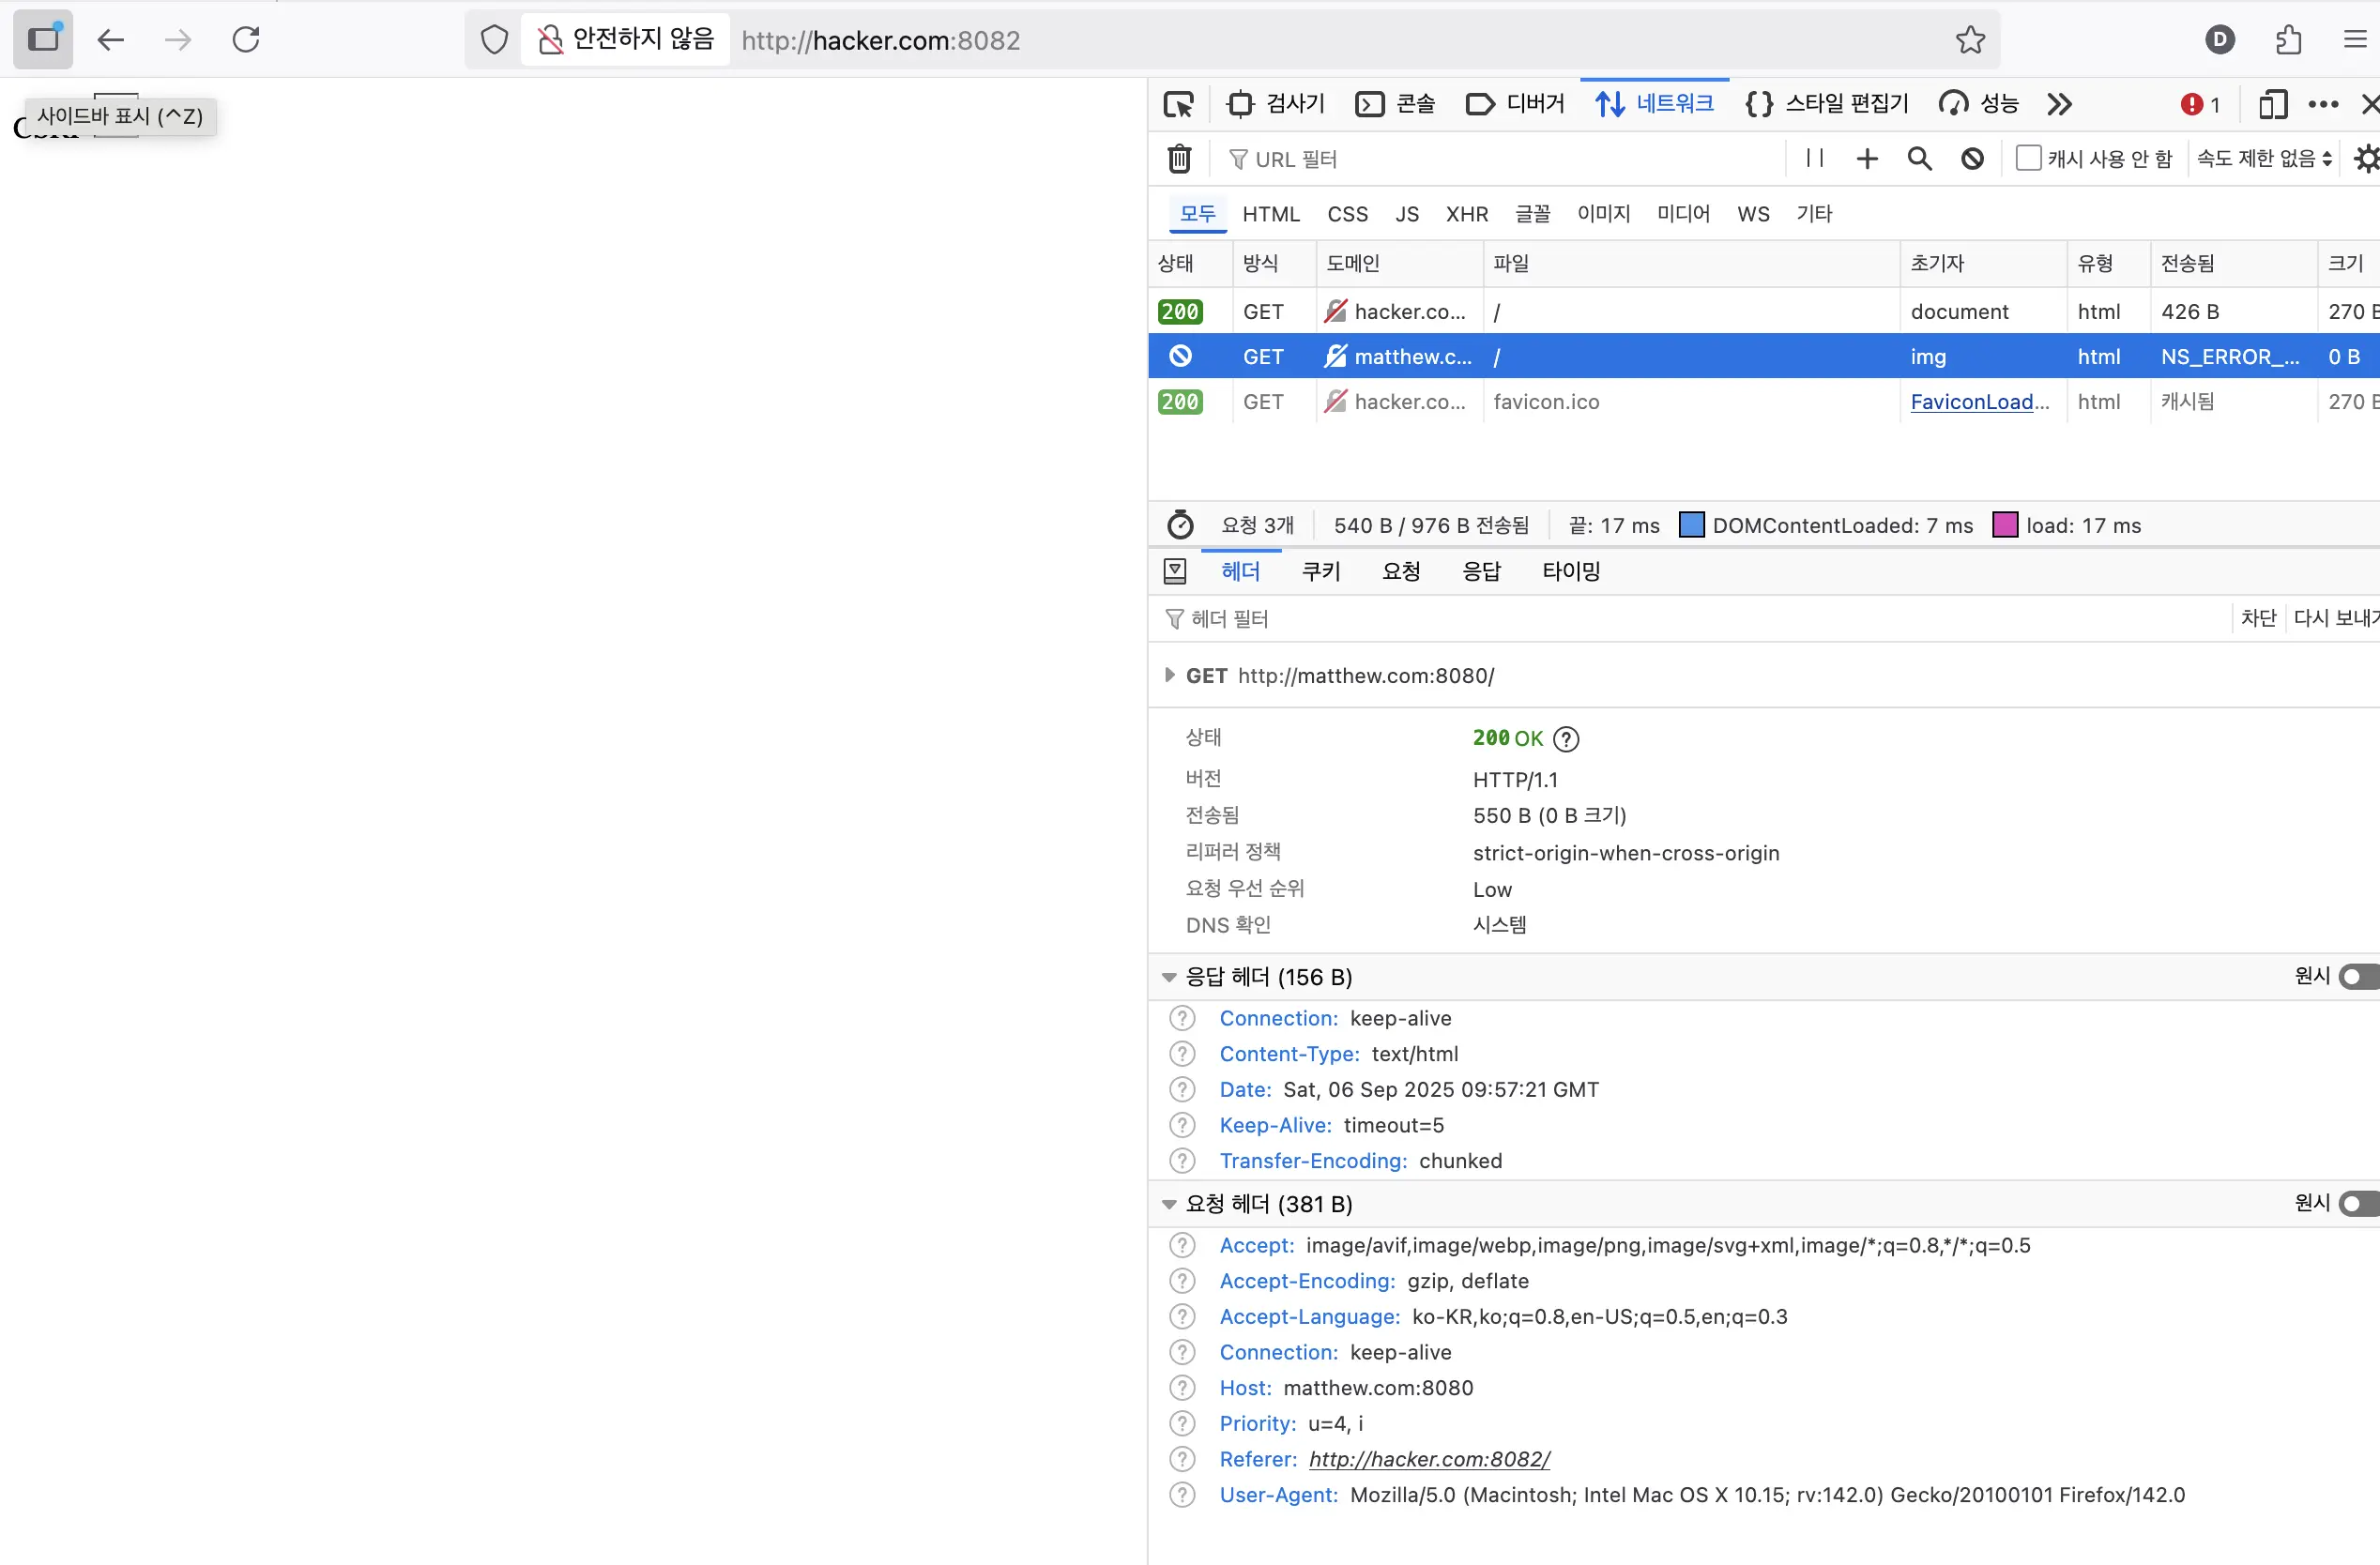 안전하지 않음 http://hacker.com:8082
D
사이드바 표시 (^Z)
검사기 콘솔 디버거 네트워크 스타일 편집기 성능 1
URL 필터 캐시 사용 안 함 속도 제한 없음
모두 HTML CSS JS XHR 글꼴 이미지 미디어 WS 기타
상태 방식 도메인 파일 초기자 유형 전송됨 크기
200 GET hacker.co... / document html 426 B 270 B
GET matthew.c... / img html NS_ERROR_... 0 B
200 GET hacker.co... favicon.ico FaviconLoad... html 캐시됨 270 B
요청 3개 540 B / 976 B 전송됨 끝: 17 ms DOMContentLoaded: 7 ms load: 17 ms
헤더 쿠키 요청 응답 타이밍
헤더 필터 차단 다시 보내기
GET http://matthew.com:8080/
상태 200 OK
버전 HTTP/1.1
전송됨 550 B (0 B 크기)
리퍼러 정책 strict-origin-when-cross-origin
요청 우선 순위 Low
DNS 확인 시스템
응답 헤더 (156 B) 원시
Connection: keep-alive
Content-Type: text/html
Date: Sat, 06 Sep 2025 09:57:21 GMT
Keep-Alive: timeout=5
Transfer-Encoding: chunked
요청 헤더 (381 B) 원시
Accept: image/avif,image/webp,image/png,image/svg+xml,image/*;q=0.8,*/*;q=0.5
Accept-Encoding: gzip, deflate
Accept-Language: ko-KR,ko;q=0.8,en-US;q=0.5,en;q=0.3
Connection: keep-alive
Host: matthew.com:8080
Priority: u=4, i
Referer: http://hacker.com:8082/
User-Agent: Mozilla/5.0 (Macintosh; Intel Mac OS X 10.15; rv:142.0) Gecko/20100101 Firefox/142.0